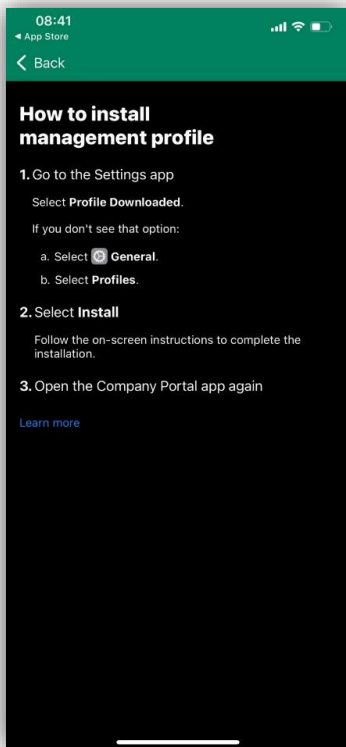 08:41
◀ App Store
Back
How to install
management profile
1. Go to the Settings app
Select Profile Downloaded.
If you don't see that option:
a. Select General.
b. Select Profiles.
2. Select Install
Follow the on-screen instructions to complete the
installation.
3. Open the Company Portal app again
Learn more